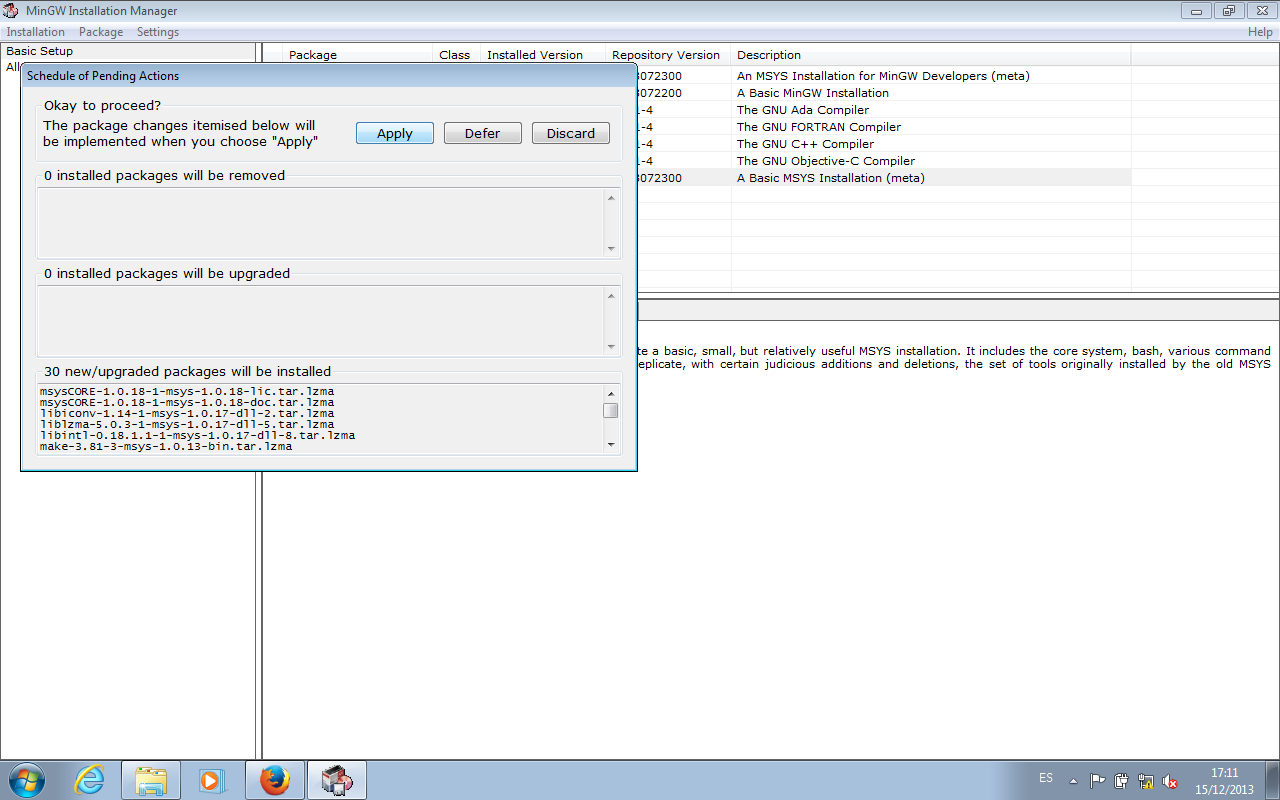 MinGW Installation Manager
Installation Package Settings Help
Basic Setup
All
Package Class Installed Version Repository Version Description
3072300 An MSYS Installation for MinGW Developers (meta)
3072200 A Basic MinGW Installation
1-4 The GNU Ada Compiler
1-4 The GNU FORTRAN Compiler
1-4 The GNU C++ Compiler
1-4 The GNU Objective-C Compiler
3072300 A Basic MSYS Installation (meta)
te a basic, small, but relatively useful MSYS installation. It includes the core system, bash, various command
eplicate, with certain judicious additions and deletions, the set of tools originally installed by the old MSYS
Schedule of Pending Actions
Okay to proceed?
The package changes itemised below will
be implemented when you choose "Apply"
Apply Defer Discard
0 installed packages will be removed
0 installed packages will be upgraded
30 new/upgraded packages will be installed
msysCORE-1.0.18-1-msys-1.0.18-lic.tar.lzma
msysCORE-1.0.18-1-msys-1.0.18-doc.tar.lzma
libiconv-1.14-1-msys-1.0.17-dll-2.tar.lzma
liblzma-5.0.3-1-msys-1.0.17-dll-5.tar.lzma
libintl-0.18.1.1-1-msys-1.0.17-dll-8.tar.lzma
make-3.81-3-msys-1.0.13-bin.tar.lzma
ES
17:11
15/12/2013